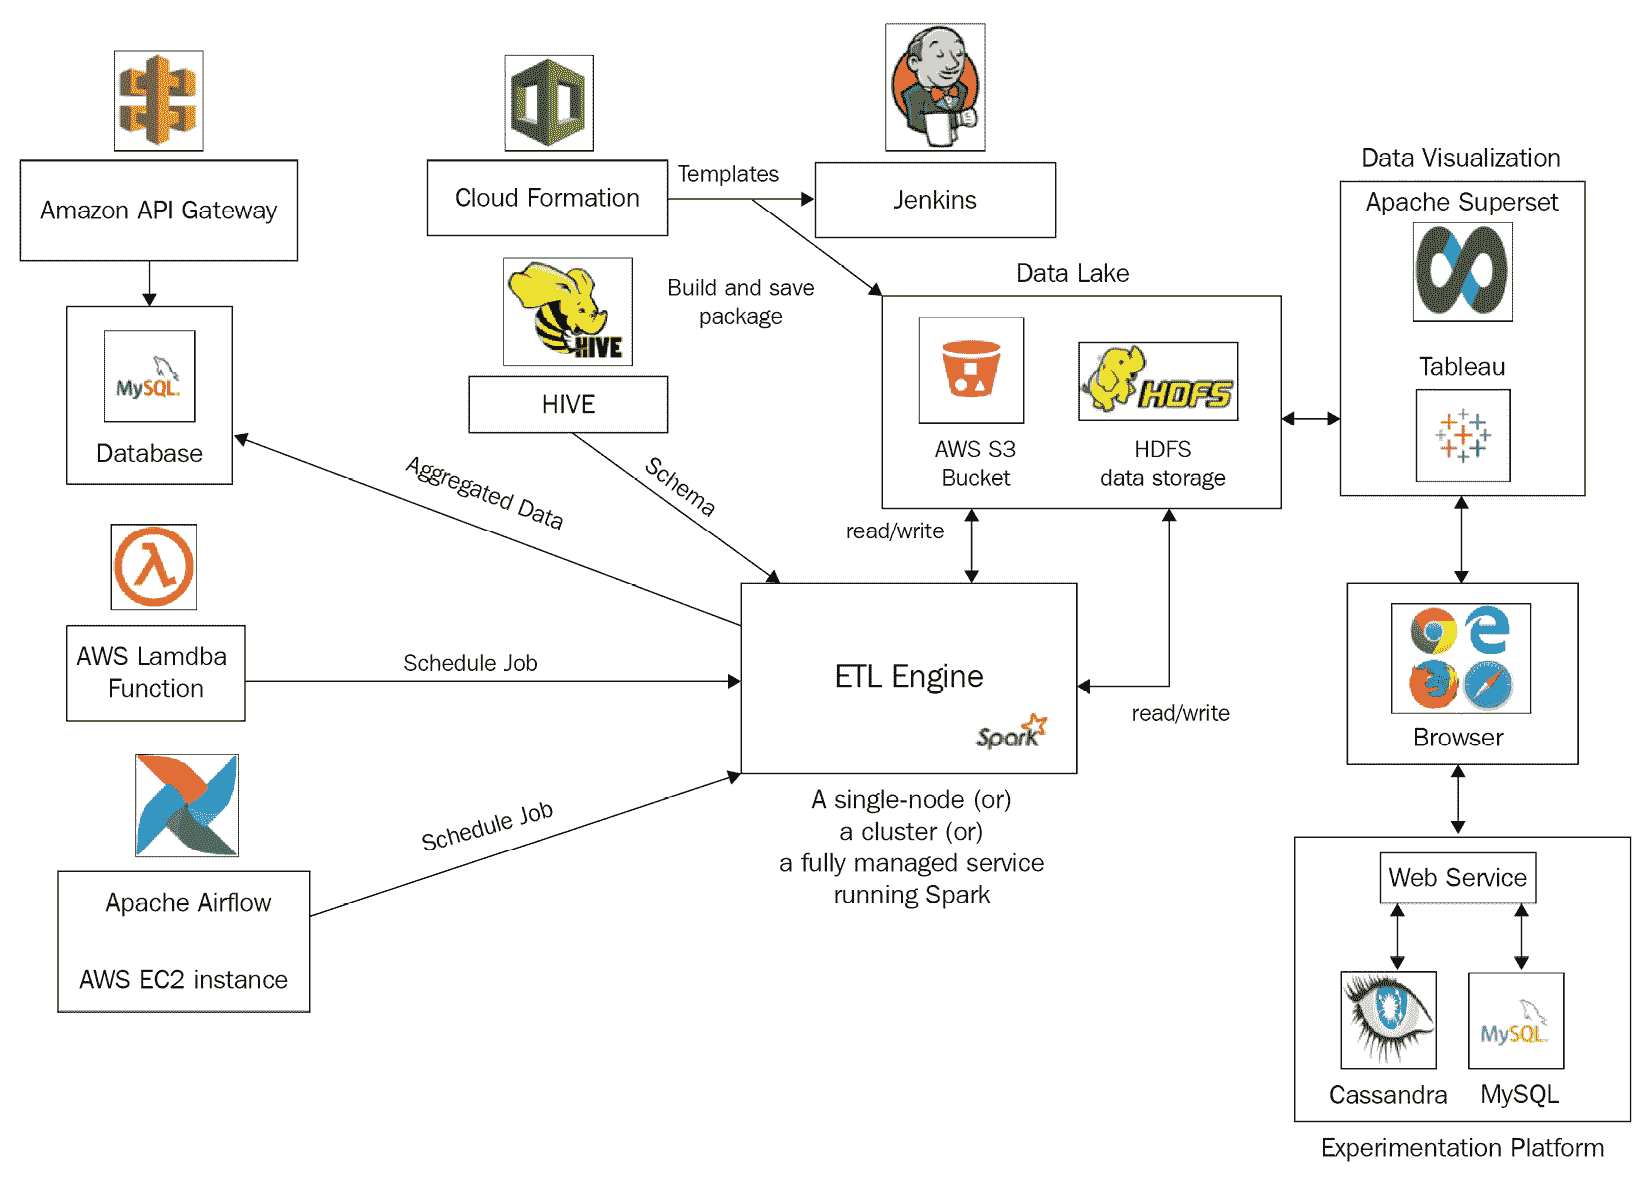 Amazon API Gateway
MySQL
Database
Cloud Formation
Templates
Jenkins
HIVE
HIVE
Build and save
package
Data Lake
AWS S3
Bucket
HDFS
HDFS
data storage
Data Visualization
Apache Superset
Tableau
Aggregated Data
Schema
read/write
AWS Lamdba
Function
Schedule Job
ETL Engine
Spark
read/write
Browser
Apache Airflow
AWS EC2 instance
Schedule Job
A single-node (or)
a cluster (or)
a fully managed service
running Spark
Web Service
Cassandra
MySQL
MySQL
Experimentation Platform